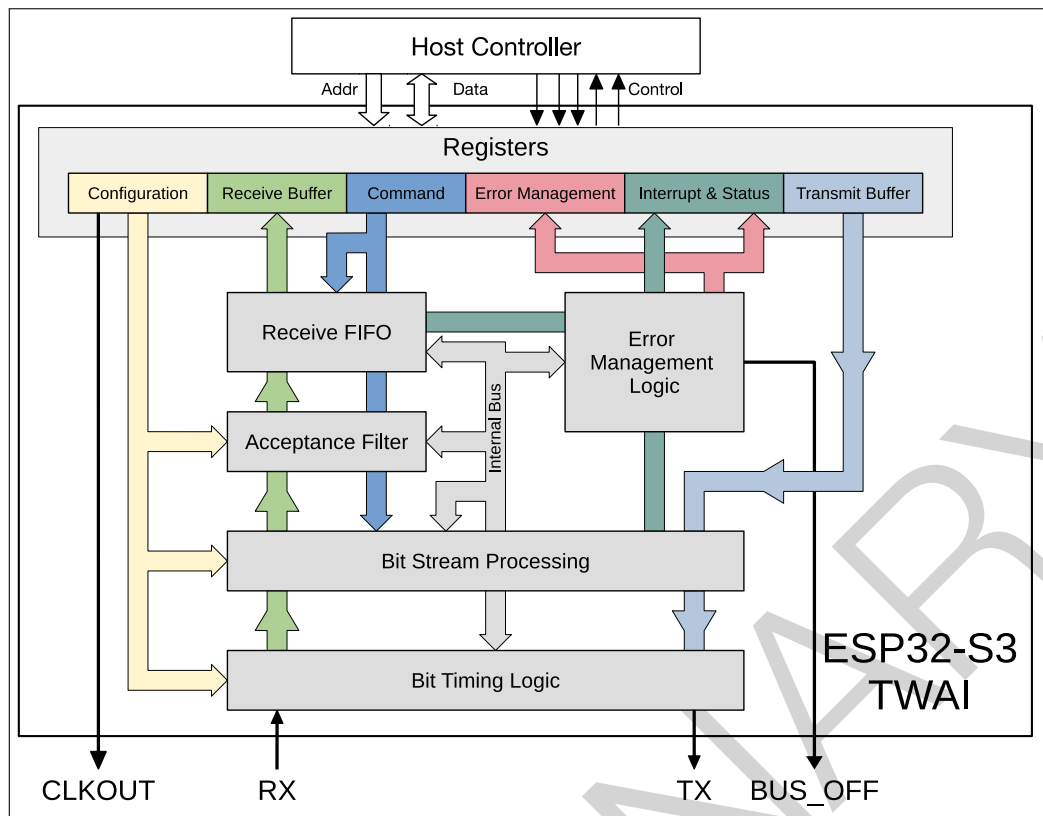 Host Controller
Addr
Data
Control
Registers
Configuration
Receive Buffer
Command
Error Management
Interrupt & Status
Transmit Buffer
Receive FIFO
Error
Management
Logic
Internal Bus
Acceptance Filter
Bit Stream Processing
Bit Timing Logic
ESP32-S3
TWAI
CLKOUT
RX
TX
BUS_OFF